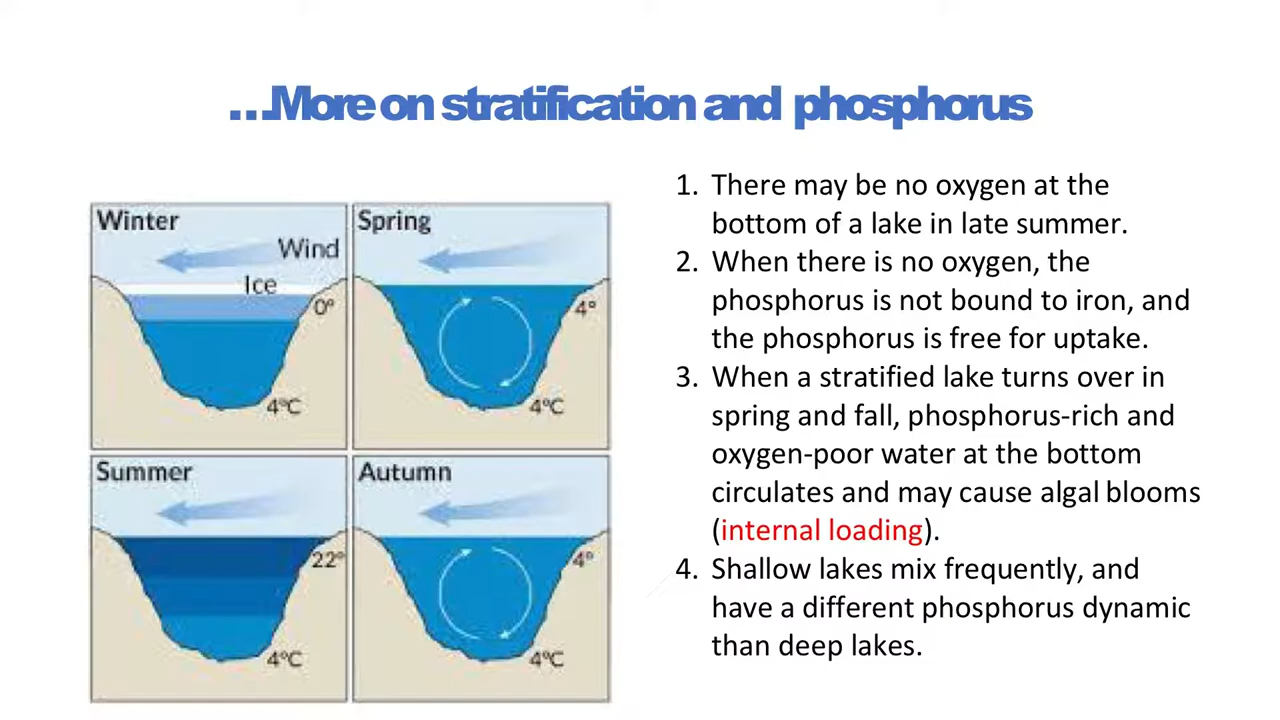 ...More on stratification and phosphorus
Winter
Wind
Ice
0°
4°C
Spring
4°
4°C
Summer
22°
4°C
Autumn
4°
4°C
1. There may be no oxygen at the
bottom of a lake in late summer.
2. When there is no oxygen, the
phosphorus is not bound to iron, and
the phosphorus is free for uptake.
3. When a stratified lake turns over in
spring and fall, phosphorus-rich and
oxygen-poor water at the bottom
circulates and may cause algal blooms
(internal loading).
4. Shallow lakes mix frequently, and
have a different phosphorus dynamic
than deep lakes.